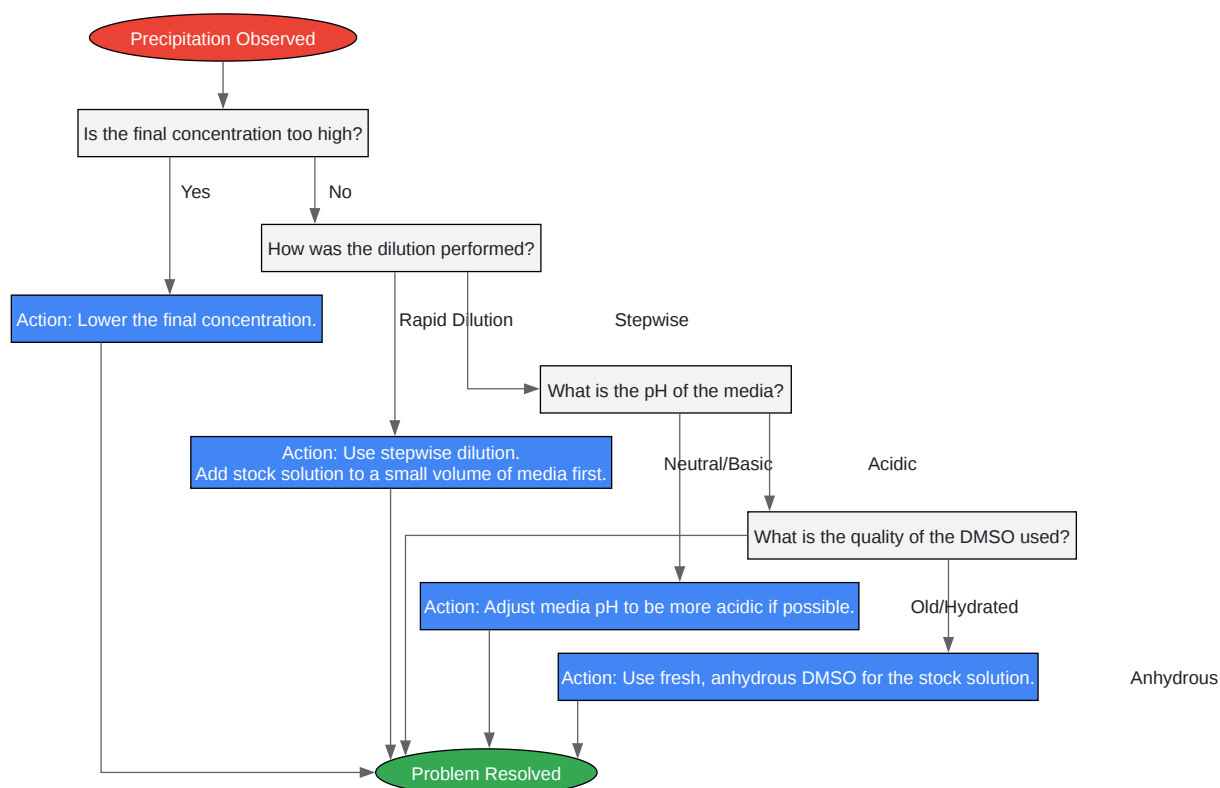 Precipitation Observed
Is the final concentration too high?
Yes
No
How was the dilution performed?
Action: Lower the final concentration.
Rapid Dilution
Stepwise
What is the pH of the media?
Action: Use stepwise dilution.
Add stock solution to a small volume of media first.
Neutral/Basic
Acidic
What is the quality of the DMSO used?
Action: Adjust media pH to be more acidic if possible.
Old/Hydrated
Action: Use fresh, anhydrous DMSO for the stock solution.
Anhydrous
Problem Resolved